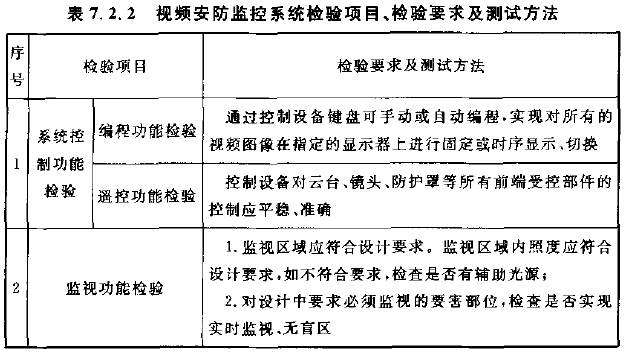 表 7.2.2 视频安防监控系统检验项目、检验要求及测试方法
序号
检验项目
检验要求及测试方法
1
系统控
制功能
检验
编程功能检验
通过控制设备键盘可手动或自动编程,实现对所有的
视频图像在指定的显示器上进行固定或时序显示、切换
遥控功能检验
控制设备对云台、镜头、防护罩等所有前端受控部件的
控制应平稳、准确
2
监视功能检验
1.监视区域应符合设计要求。监视区域内照度应符合
设计要求,如不符合要求,检查是否有辅助光源;
2.对设计中要求必须监视的要害部位,检查是否实现
实时监视、无盲区